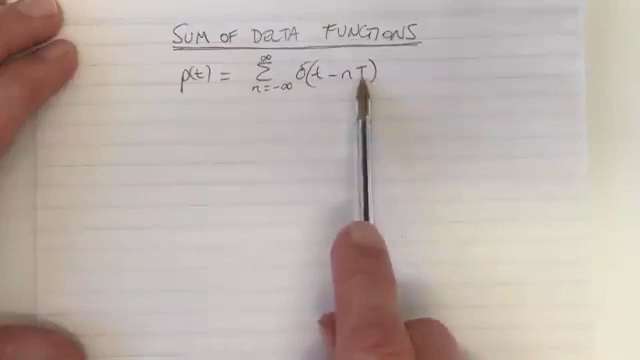 SUM OF DELTA FUNCTIONS
p(t) = ∑_{n=-∞}^{∞} δ(t - nT)